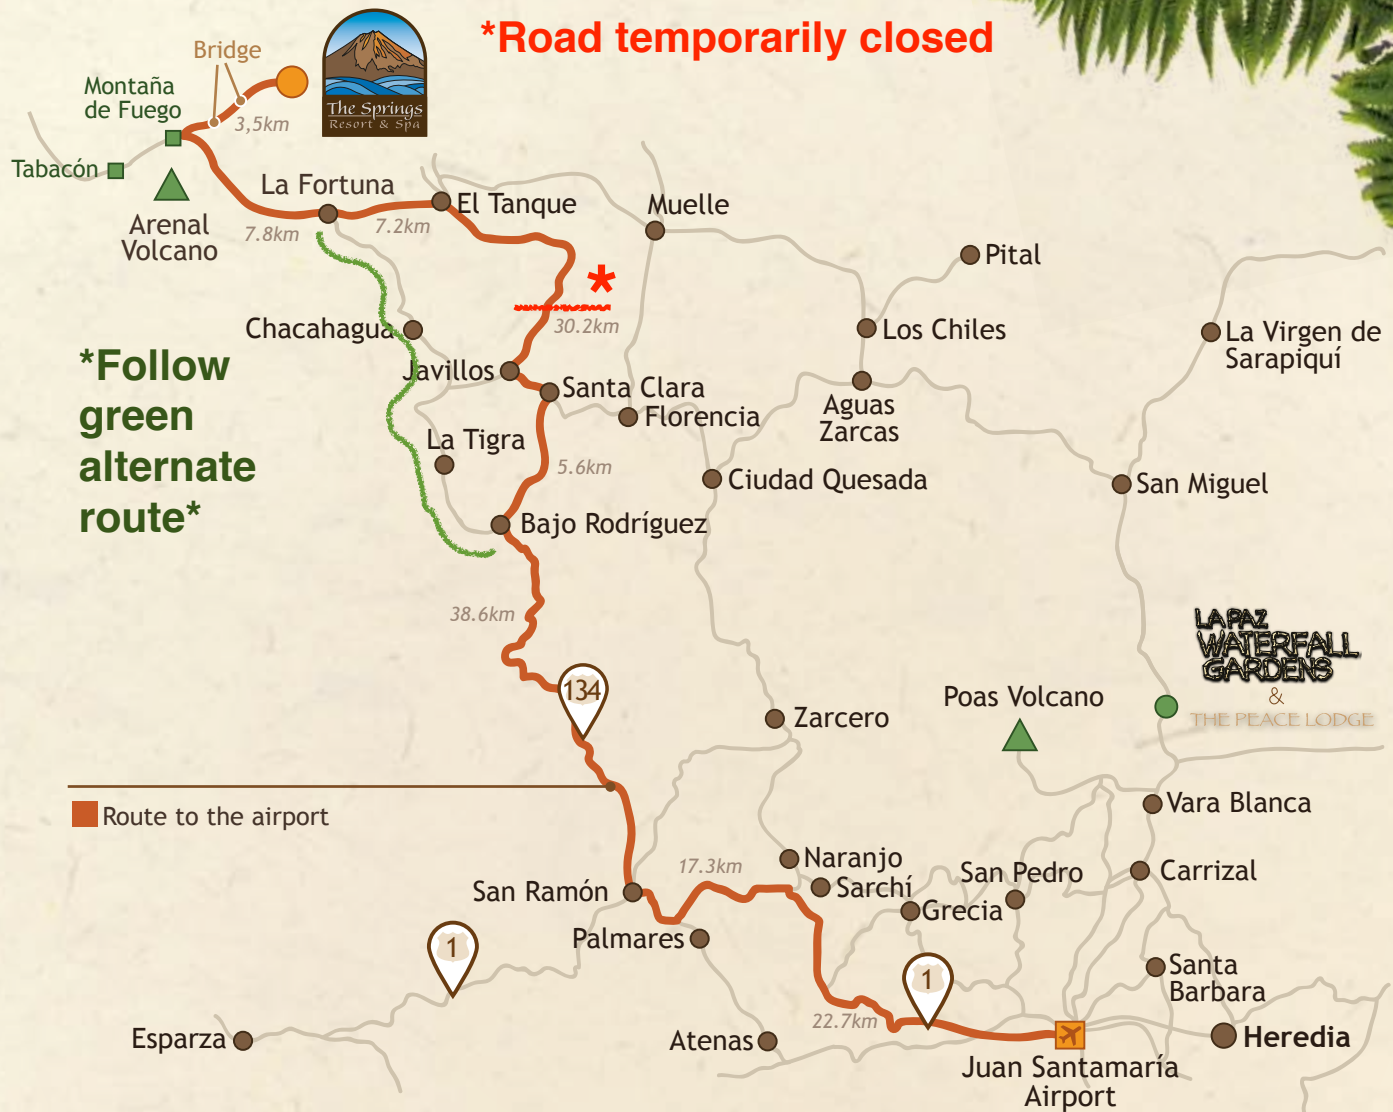 *Road temporarily closed
Bridge
The Springs
Resort & Spa
Montaña
de Fuego
3,5km
Tabacón
Arenal
Volcano
La Fortuna
7.8km
7.2km
El Tanque
Muelle
Pital
*
30.2km
Chacahagua
Los Chiles
La Virgen de
Sarapiquí
*Follow
green
alternate
route*
Javillos
Santa Clara
Florencia
Aguas
Zarcas
La Tigra
5.6km
Ciudad Quesada
San Miguel
Bajo Rodríguez
38.6km
LA PAZ
WATERFALL
GARDENS
&
THE PEACE LODGE
134
Poas Volcano
Zarcero
Route to the airport
Vara Blanca
17.3km
Naranjo
Sarchí
San Pedro
Carrizal
San Ramón
Grecia
Palmares
1
1
Santa
Barbara
22.7km
Esparza
Atenas
Heredia
Juan Santamaría
Airport